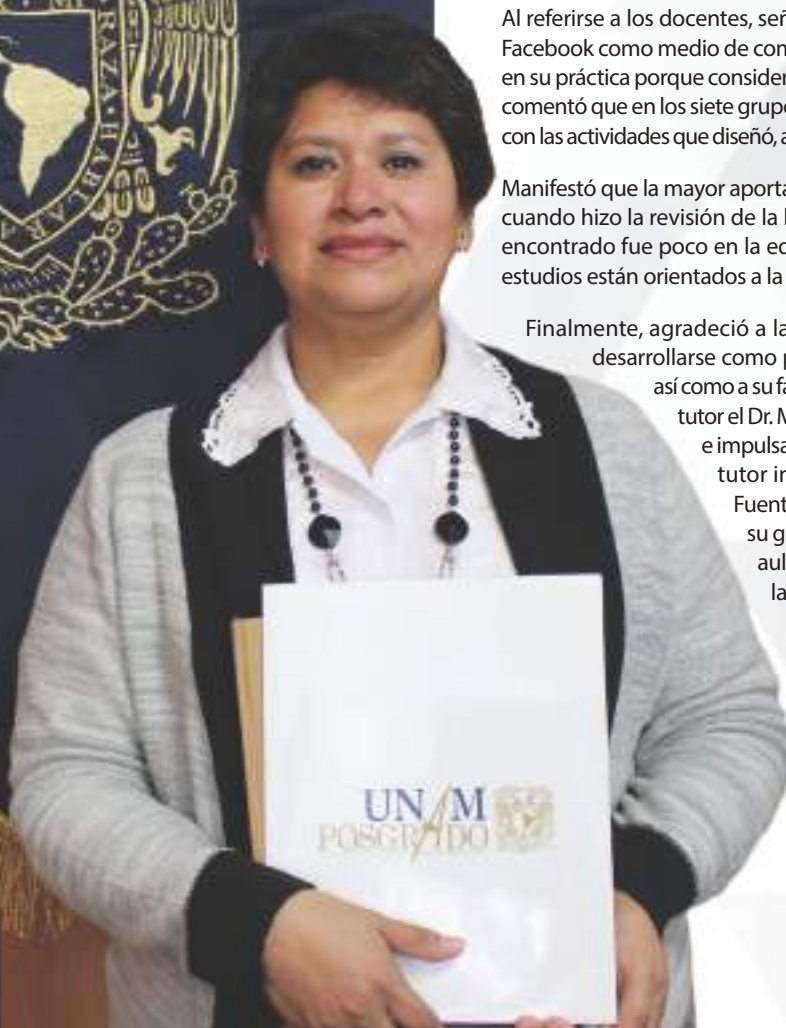 RAZA HABLARÁ
Al referirse a los docentes, señ
Facebook como medio de con
en su práctica porque consider
comentó que en los siete grupo
con las actividades que diseñó, a
Manifestó que la mayor aporta
cuando hizo la revisión de la l
encontrado fue poco en la ed
estudios están orientados a la
Finalmente, agradeció a la
desarrollarse como p
así como a su fa
tutor el Dr. M
e impulsa
tutor in
Fuent
su g
aul
la
UNAM
POSGRADO